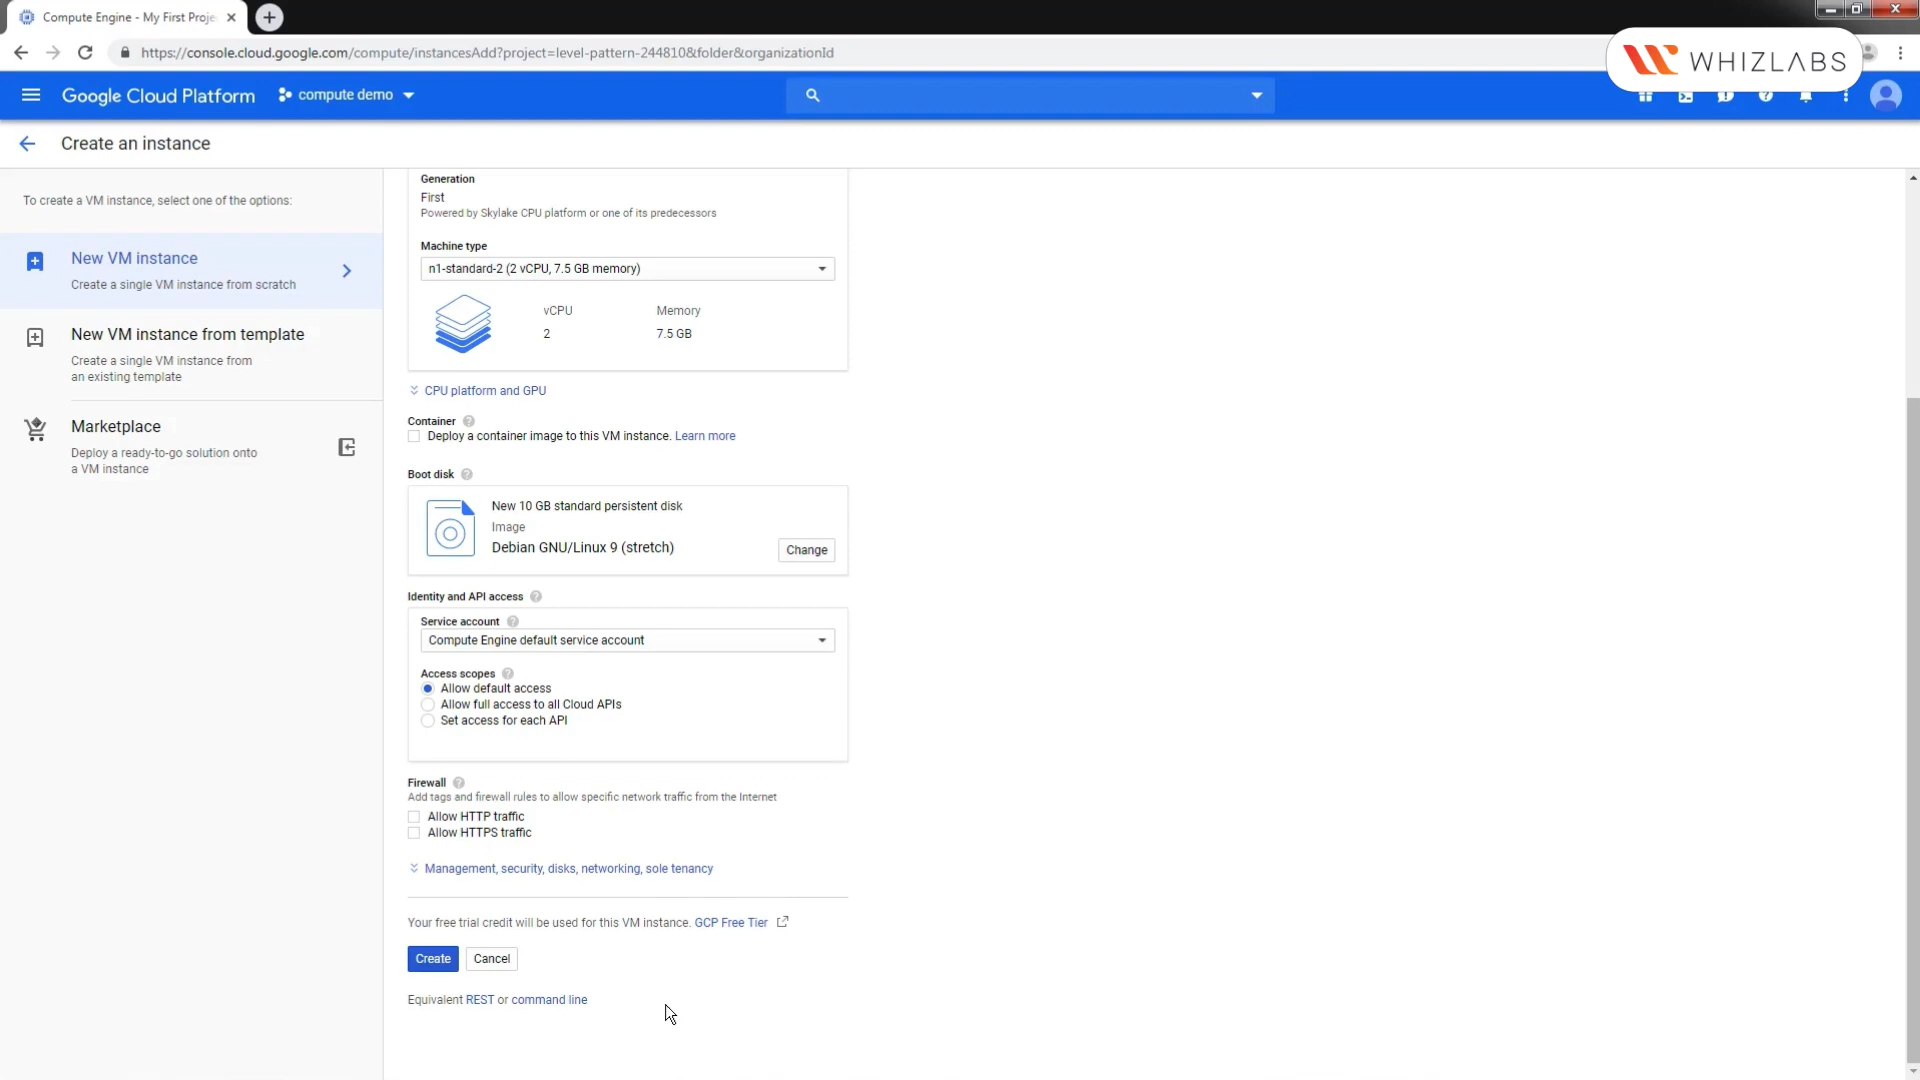 Compute Engine - My First Proje
https://console.cloud.google.com/compute/instancesAdd?project=level-pattern-244810&folder&organizationId
WHIZLABS
Google Cloud Platform
compute demo
Create an instance
To create a VM instance, select one of the options:
New VM instance
Create a single VM instance from scratch
New VM instance from template
Create a single VM instance from
an existing template
Marketplace
Deploy a ready-to-go solution onto
a VM instance
Generation
First
Powered by Skylake CPU platform or one of its predecessors
Machine type
n1-standard-2 (2 vCPU, 7.5 GB memory)
vCPU
Memory
2
7.5 GB
CPU platform and GPU
Container
Deploy a container image to this VM instance. Learn more
Boot disk
New 10 GB standard persistent disk
Image
Debian GNU/Linux 9 (stretch)
Change
Identity and API access
Service account
Compute Engine default service account
Access scopes
Allow default access
Allow full access to all Cloud APIs
Set access for each API
Firewall
Add tags and firewall rules to allow specific network traffic from the Internet
Allow HTTP traffic
Allow HTTPS traffic
Management, security, disks, networking, sole tenancy
Your free trial credit will be used for this VM instance. GCP Free Tier
Create
Cancel
Equivalent REST or command line